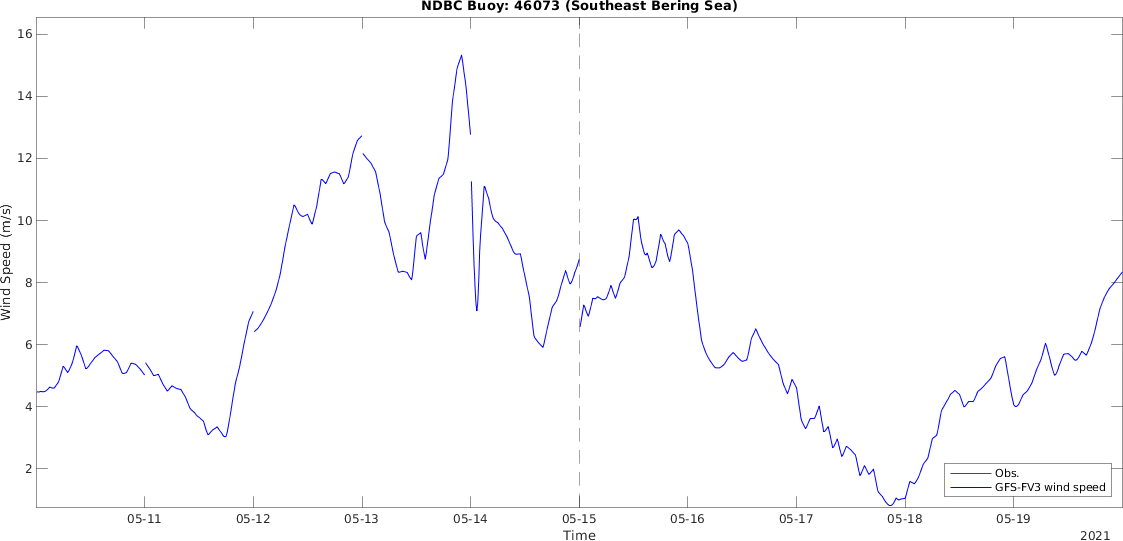 NDBC Buoy: 46073 (Southeast Bering Sea)
16
14
12
10
8
6
4
2
Wind Speed (m/s)
Obs.
GFS-FV3 wind speed
05-11 05-12 05-13 05-14 05-15 05-16 05-17 05-18 05-19
Time
2021